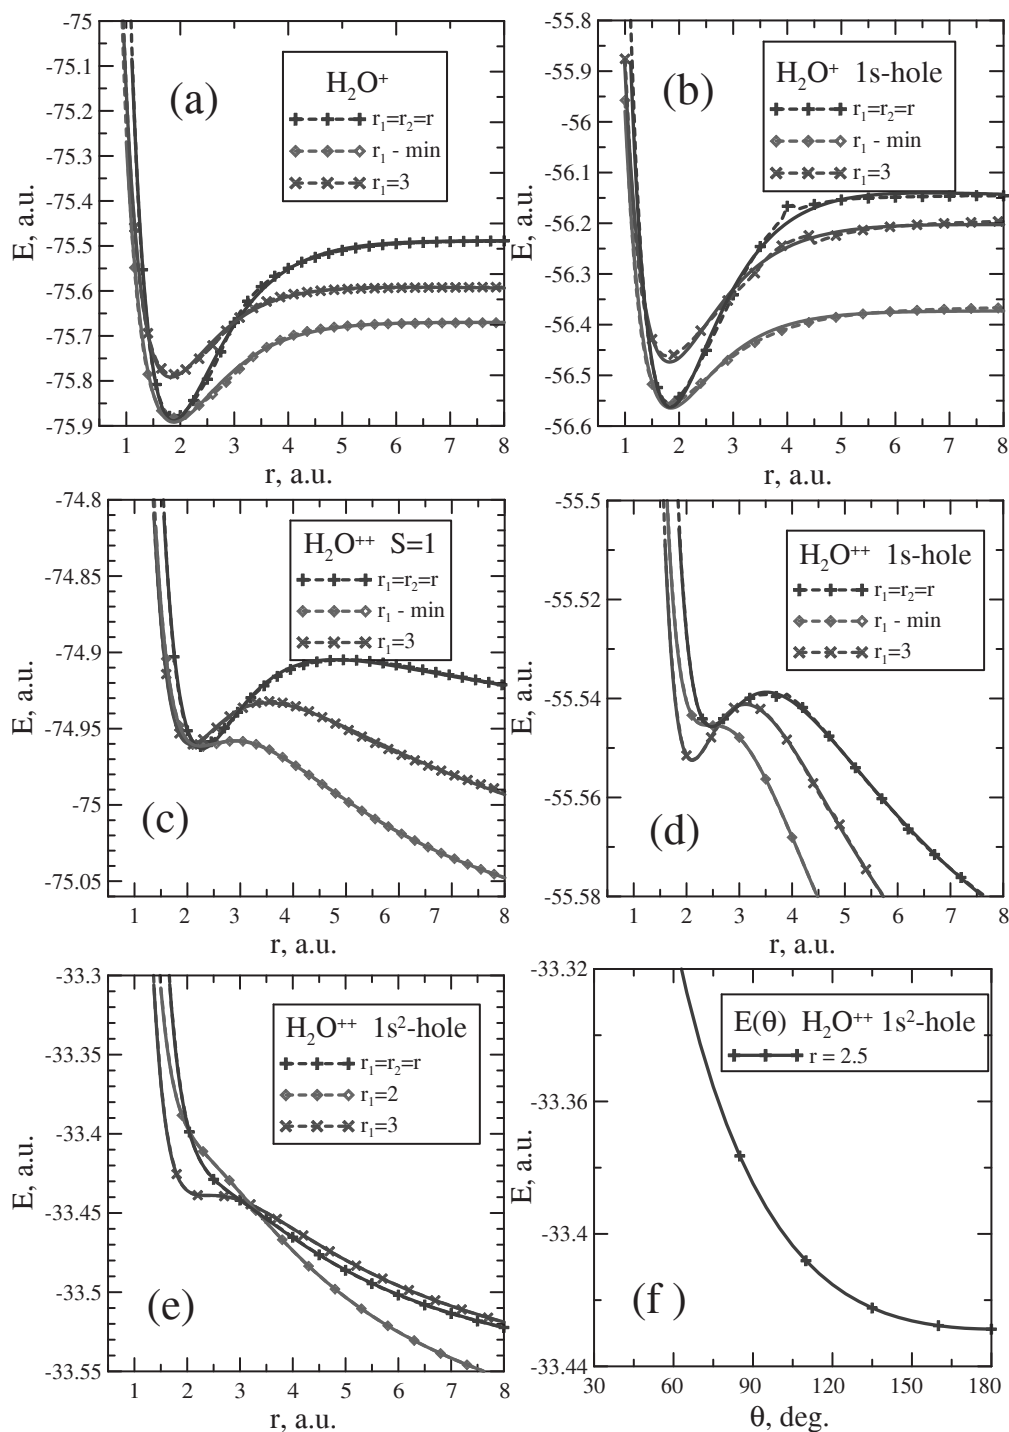 -75
-75.1
-75.2
-75.3
-75.4
-75.5
-75.6
-75.7
-75.8
-75.9
E, a.u.
(a)
H₂O⁺
r₁=r₂=r
r₁ - min
r₁=3
1 2 3 4 5 6 7 8
r, a.u.
-55.8
-55.9
-56
-56.1
-56.2
-56.3
-56.4
-56.5
-56.6
E, a.u.
(b)
H₂O⁺ 1s-hole
r₁=r₂=r
r₁ - min
r₁=3
1 2 3 4 5 6 7 8
r, a.u.
-74.8
-74.85
-74.9
-74.95
-75
-75.05
E, a.u.
(c)
H₂O⁺⁺ S=1
r₁=r₂=r
r₁ - min
r₁=3
1 2 3 4 5 6 7 8
r, a.u.
-55.5
-55.52
-55.54
-55.56
-55.58
E, a.u.
(d)
H₂O⁺⁺ 1s-hole
r₁=r₂=r
r₁ - min
r₁=3
1 2 3 4 5 6 7 8
r, a.u.
-33.3
-33.35
-33.4
-33.45
-33.5
-33.55
E, a.u.
(e)
H₂O⁺⁺ 1s²-hole
r₁=r₂=r
r₁=2
r₁=3
1 2 3 4 5 6 7 8
r, a.u.
-33.32
-33.36
-33.4
-33.44
E, a.u.
(f )
E(θ) H₂O⁺⁺ 1s²-hole
r = 2.5
30 60 90 120 150 180
θ, deg.